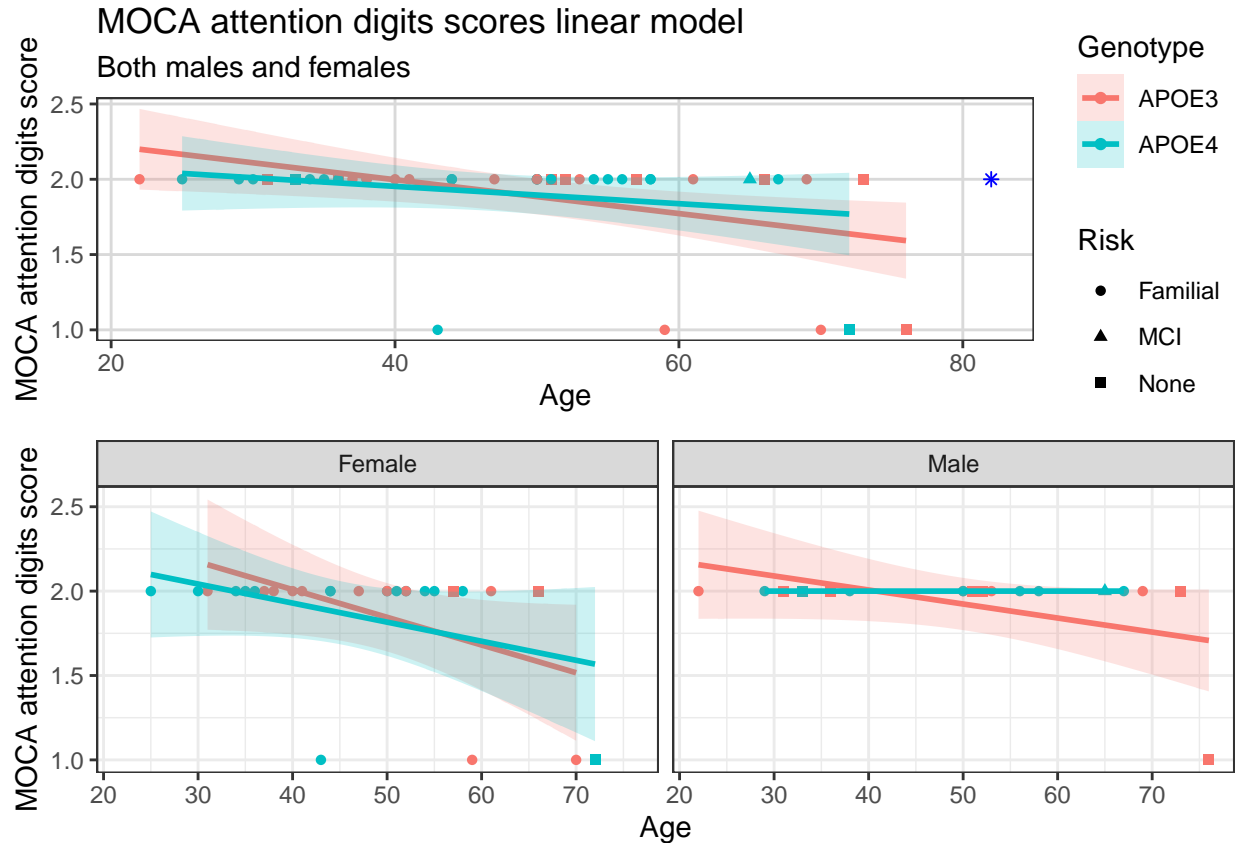 MOCA attention digits scores linear model
Both males and females
MOCA attention digits score
2.5
2.0
1.5
1.0
20 40 60 80
Age
Genotype
APOE3
APOE4
Risk
Familial
MCI
None
Female Male
MOCA attention digits score
2.5
2.0
1.5
1.0
20 30 40 50 60 70 20 30 40 50 60 70
Age